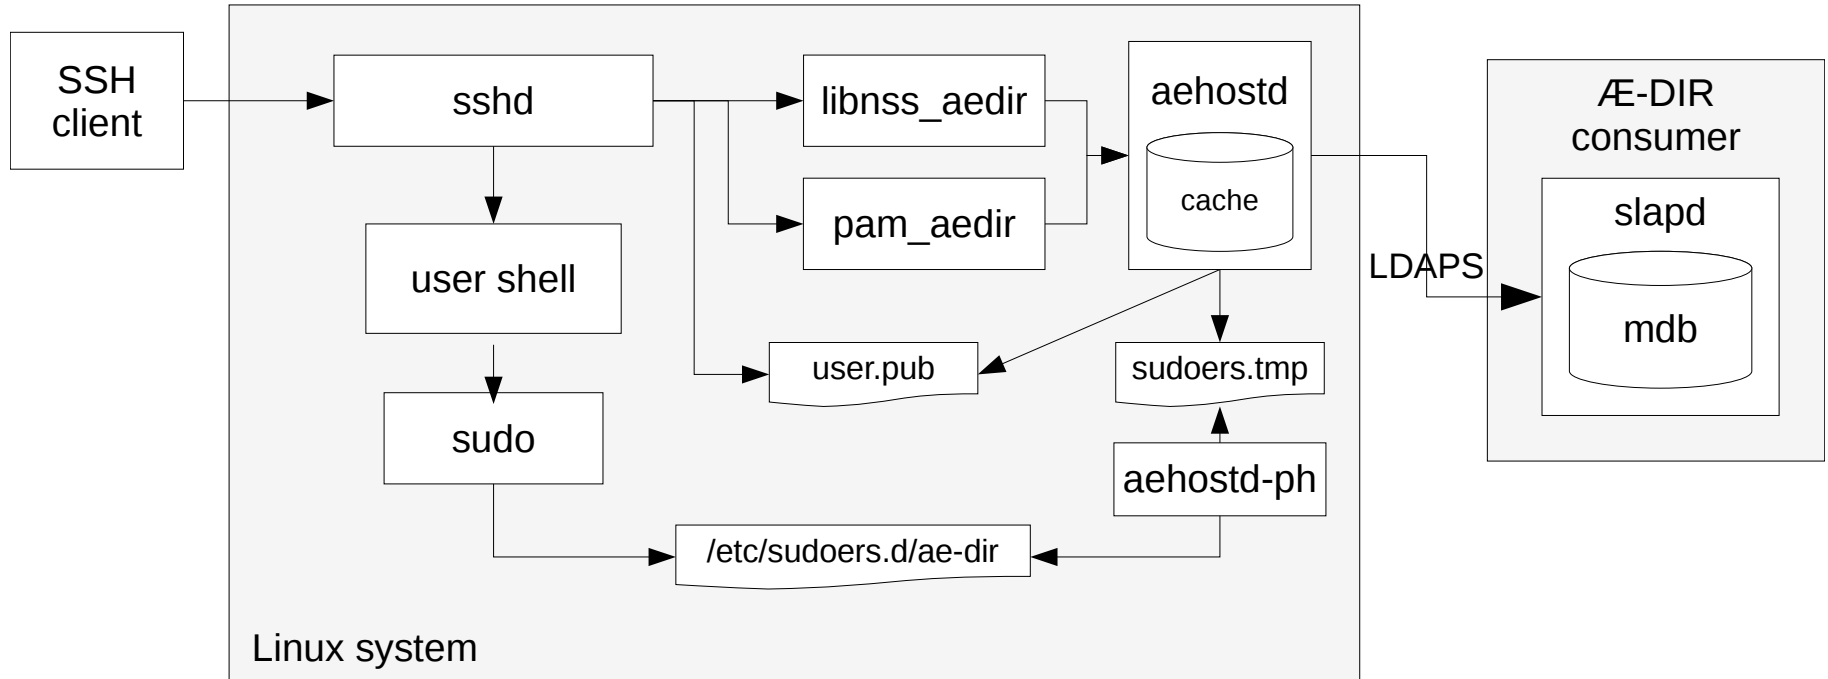 SSH
client
sshd
libnss_aedir
aehostd
Æ-DIR
consumer
cache
pam_aedir
slapd
user shell
LDAPS
mdb
user.pub
sudoers.tmp
sudo
aehostd-ph
/etc/sudoers.d/ae-dir
Linux system